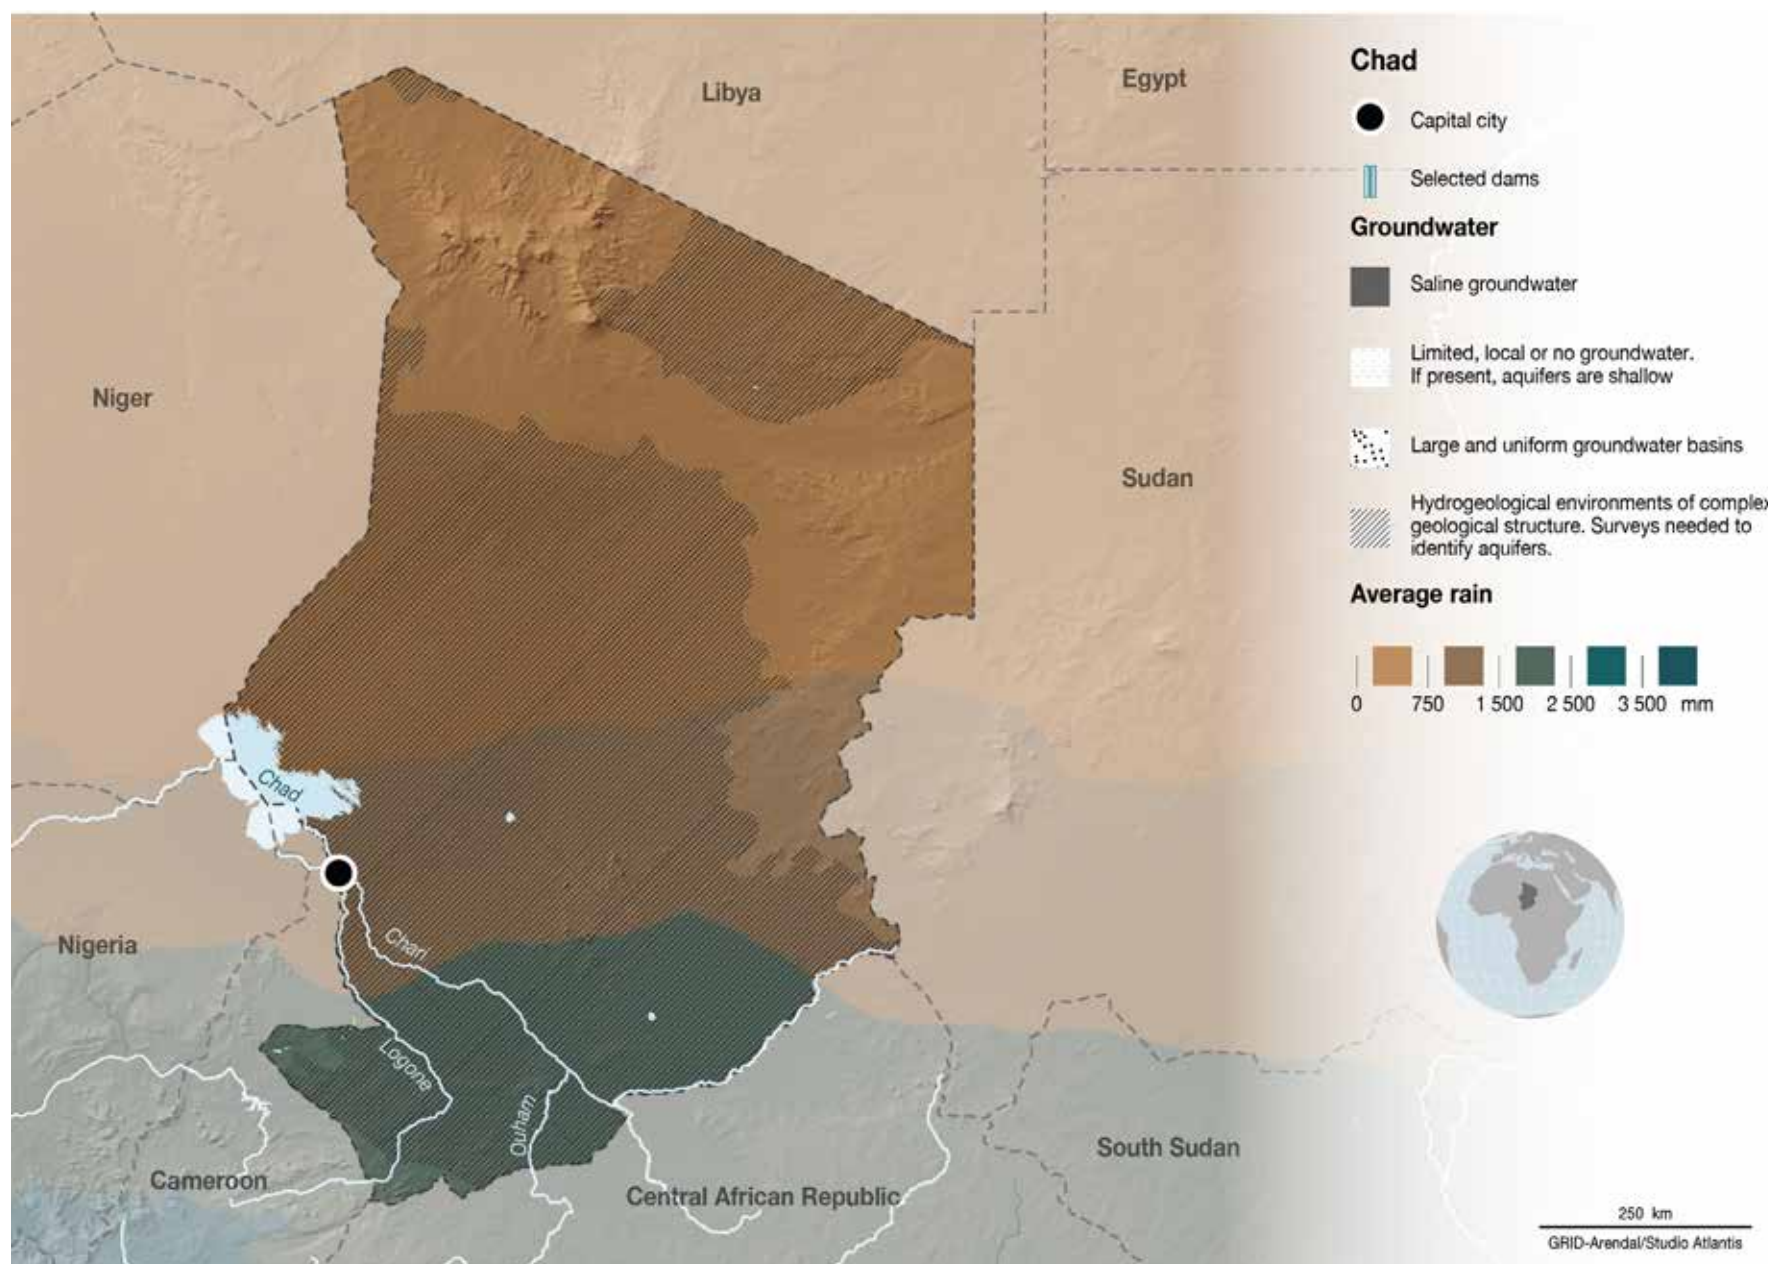 Libya
Egypt
Niger
Sudan
Chad
Nigeria
Chari
Logone
Ouham
Cameroon
Central African Republic
South Sudan
Chad
Capital city
Selected dams
Groundwater
Saline groundwater
Limited, local or no groundwater.
If present, aquifers are shallow
Large and uniform groundwater basins
Hydrogeological environments of complex
geological structure. Surveys needed to
identify aquifers.
Average rain
0 750 1 500 2 500 3 500 mm
250 km
GRID-Arendal/Studio Atlantis